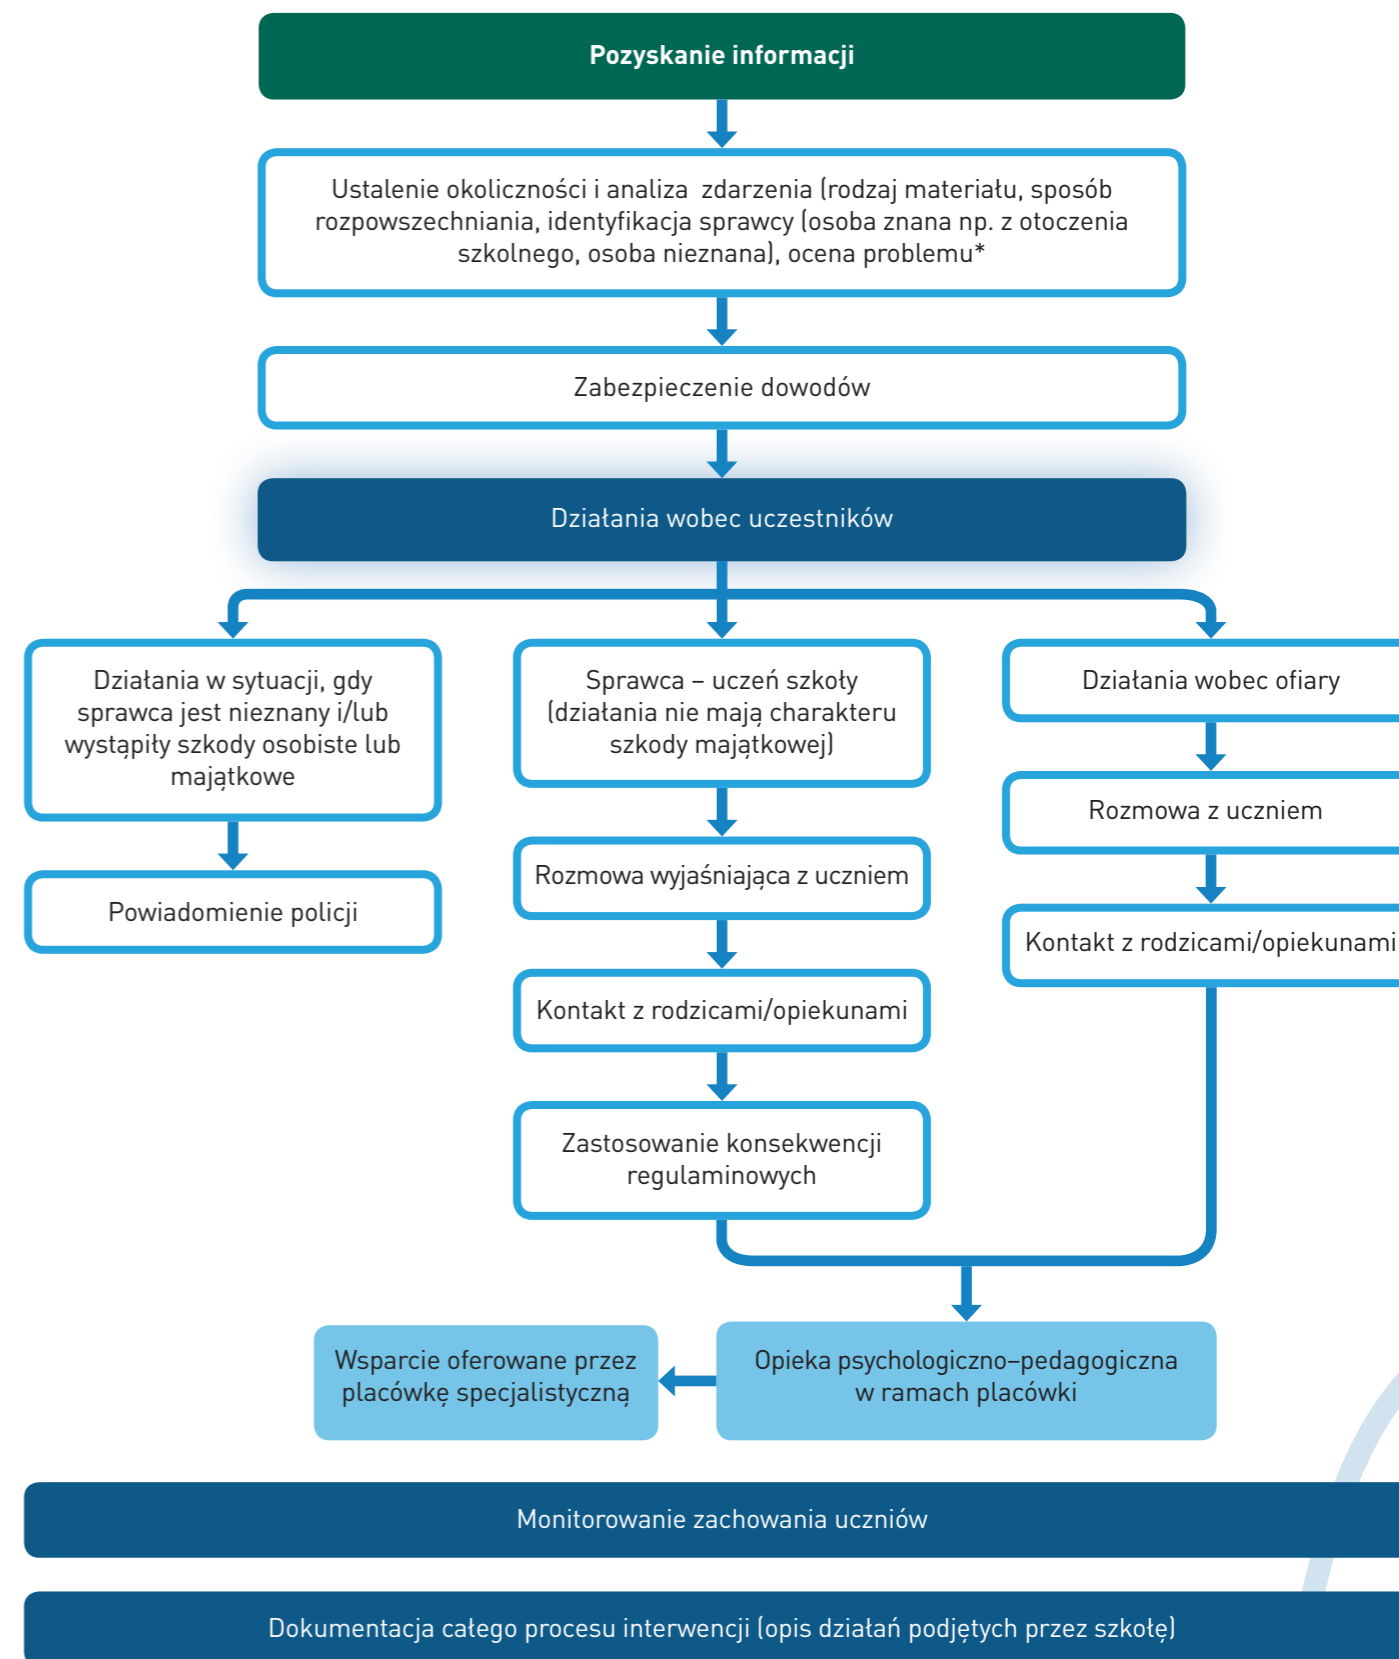 Pozyskanie informacji
Ustalenie okoliczności i analiza zdarzenia (rodzaj materiału, sposób
rozpowszechniania, identyfikacja sprawcy (osoba znana np. z otoczenia
szkolnego, osoba nieznana), ocena problemu*
Zabezpieczenie dowodów
Działania wobec uczestników
Działania w sytuacji, gdy
sprawca jest nieznany i/lub
wystąpiły szkody osobiste lub
majątkowe
Powiadomienie policji
Sprawca – uczeń szkoły
(działania nie mają charakteru
szkody majątkowej)
Rozmowa wyjaśniająca z uczniem
Kontakt z rodzicami/opiekunami
Zastosowanie konsekwencji
regulaminowych
Działania wobec ofiary
Rozmowa z uczniem
Kontakt z rodzicami/opiekunami
Wsparcie oferowane przez
placówkę specjalistyczną
Opieka psychologiczno–pedagogiczna
w ramach placówki
Monitorowanie zachowania uczniów
Dokumentacja całego procesu interwencji (opis działań podjętych przez szkołę)